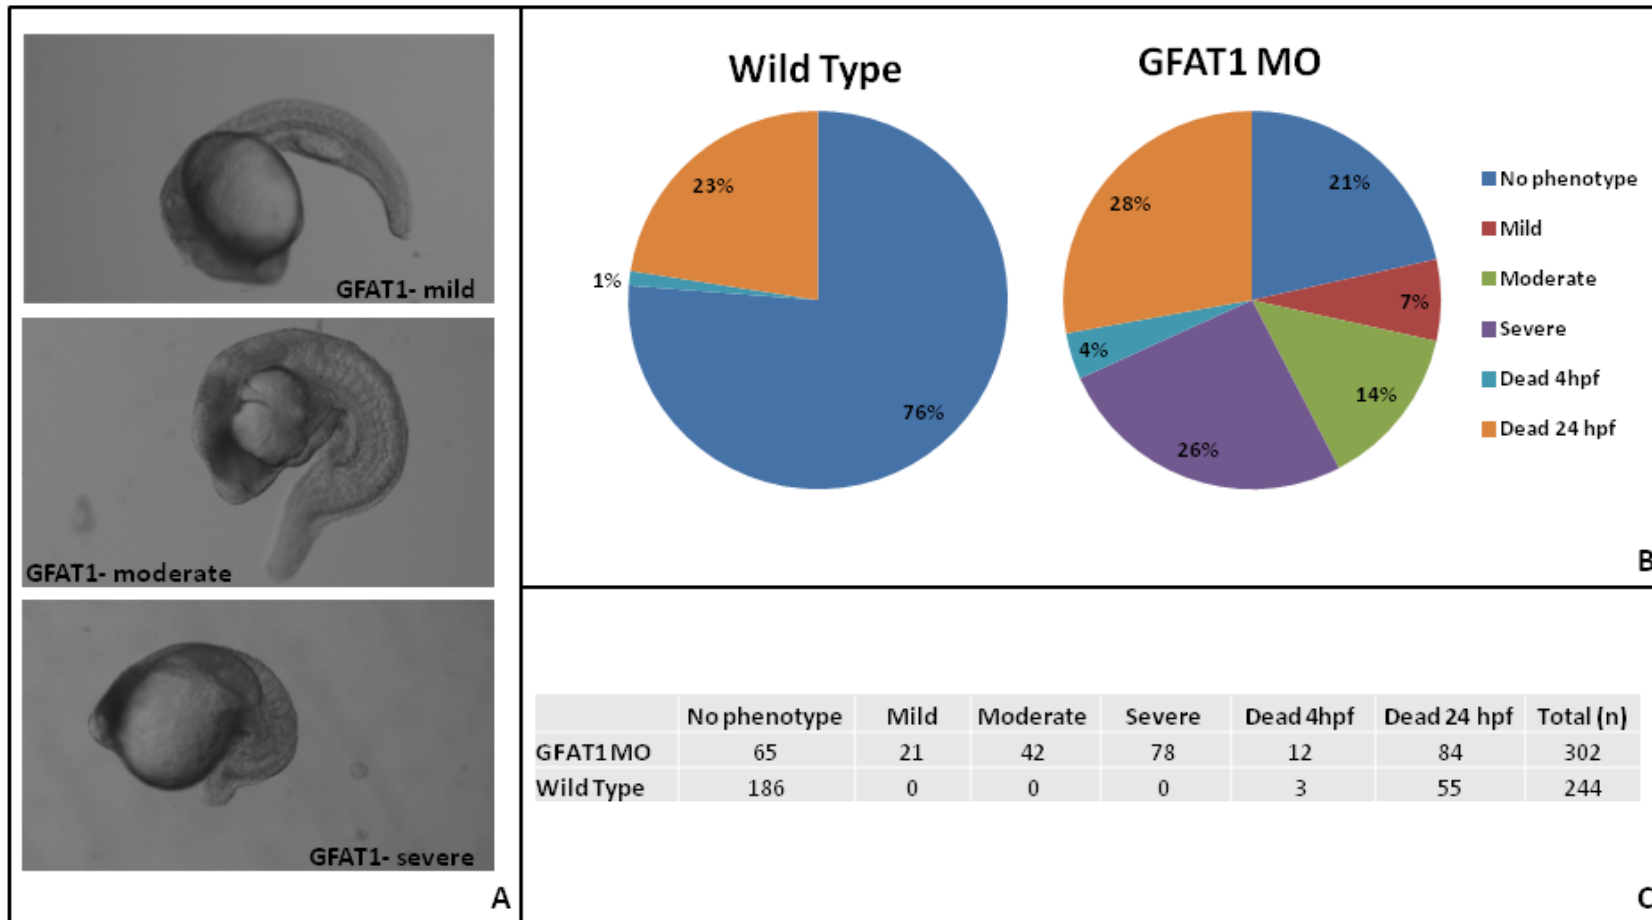 GFAT1- mild
GFAT1- moderate
GFAT1- severe
A
Wild Type
23%
1%
76%
GFAT1 MO
21%
28%
7%
4%
14%
26%
No phenotype
Mild
Moderate
Severe
Dead 4hpf
Dead 24 hpf
B
No phenotype Mild Moderate Severe Dead 4hpf Dead 24 hpf Total (n)
GFAT1 MO 65 21 42 78 12 84 302
Wild Type 186 0 0 0 3 55 244
C